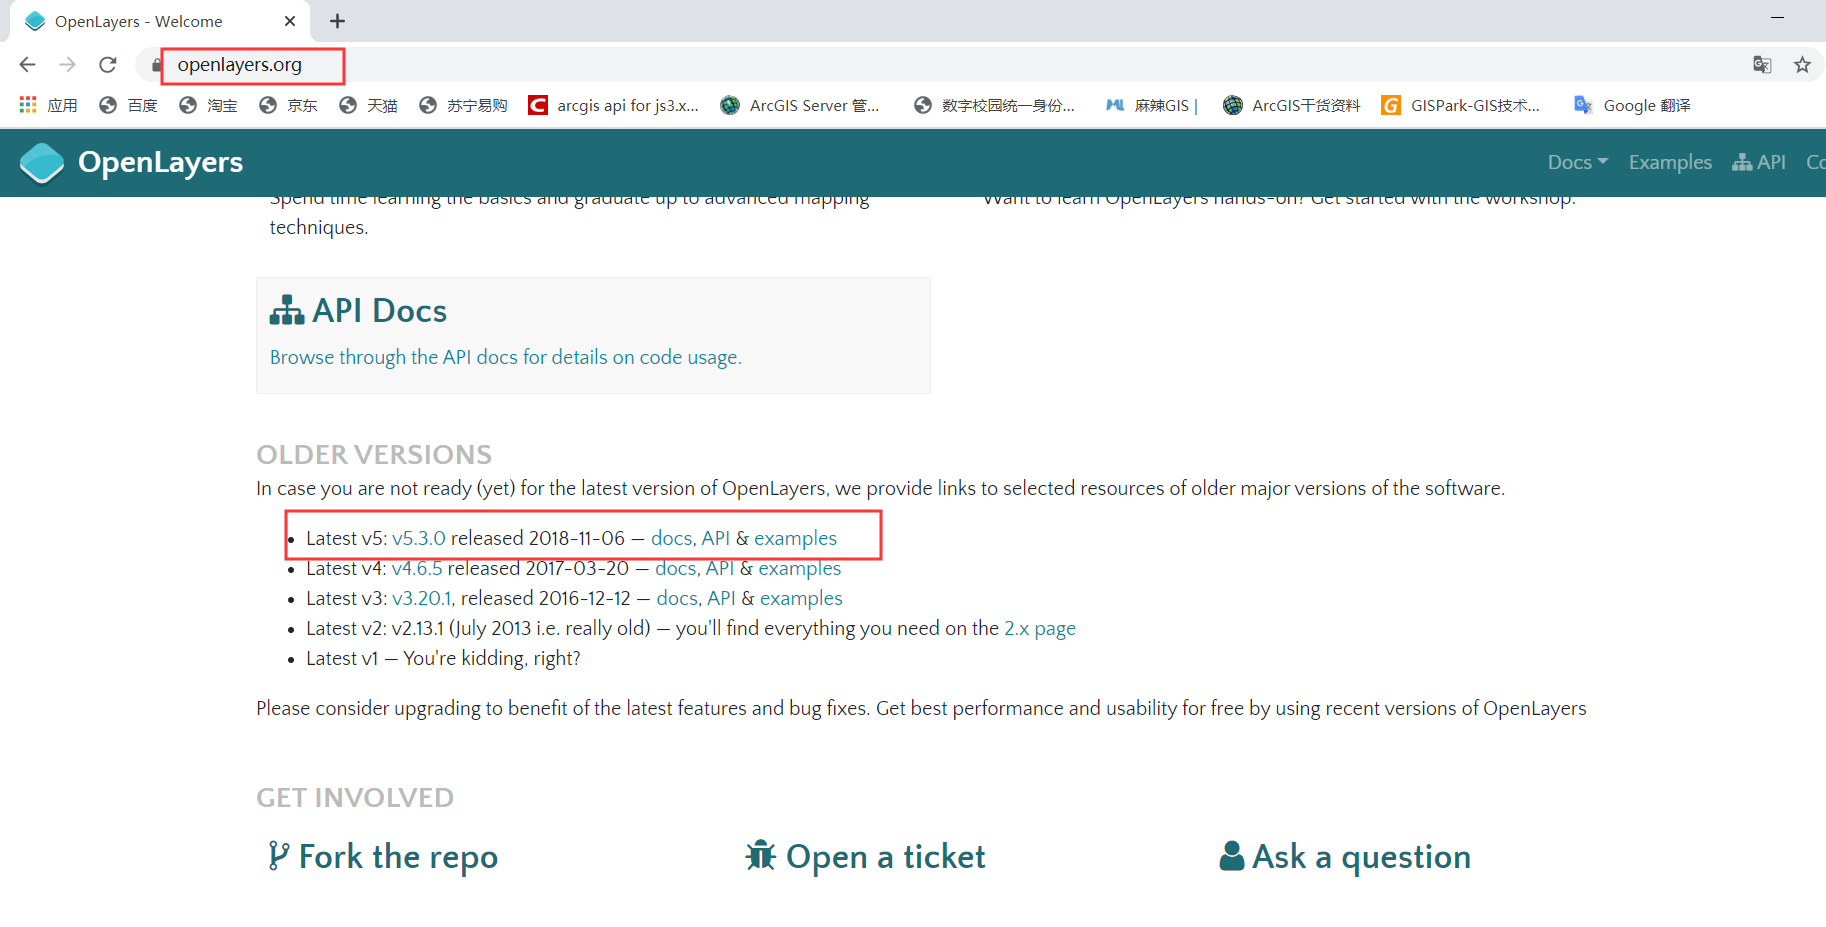 OpenLayers - Welcome
openlayers.org
应用 百度 淘宝 京东 天猫 苏宁易购 arcgis api for js3.x... ArcGIS Server 管... 数字校园统一身份... 麻辣GIS | ArcGIS干货资料 GISPark-GIS技术... Google 翻译
OpenLayers Docs Examples API Co
Spend time learning the basics and graduate up to advanced mapping
techniques.
Want to learn OpenLayers hands-on? Get started with the workshop.
API Docs
Browse through the API docs for details on code usage.
OLDER VERSIONS
In case you are not ready (yet) for the latest version of OpenLayers, we provide links to selected resources of older major versions of the software.
• Latest v5: v5.3.0 released 2018-11-06 — docs, API & examples
• Latest v4: v4.6.5 released 2017-03-20 — docs, API & examples
• Latest v3: v3.20.1, released 2016-12-12 — docs, API & examples
• Latest v2: v2.13.1 (July 2013 i.e. really old) — you'll find everything you need on the 2.x page
• Latest v1 — You're kidding, right?
Please consider upgrading to benefit of the latest features and bug fixes. Get best performance and usability for free by using recent versions of OpenLayers
GET INVOLVED
Fork the repo Open a ticket Ask a question